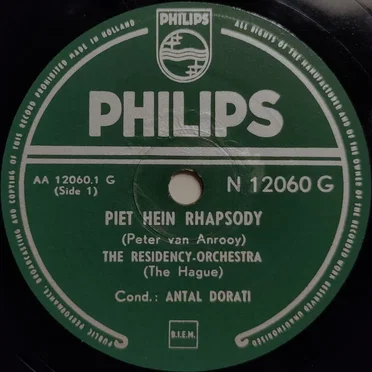 PHILIPS
PHILIPS
MADE IN HOLLAND
ALL RIGHTS OF THE MANUFACTURER AND OF THE OWNER OF THE RECORDED WORK RESERVED UNAUTHORISED
PUBLIC PERFORMANCE, BROADCASTING AND COPYING OF THIS RECORD PROHIBITED
AA 12060.1 G
(Side 1)
N 12060 G
PIET HEIN RHAPSODY
(Peter van Anrooy)
THE RESIDENCY-ORCHESTRA
(The Hague)
Cond.: ANTAL DORATI
B.I.E.M.